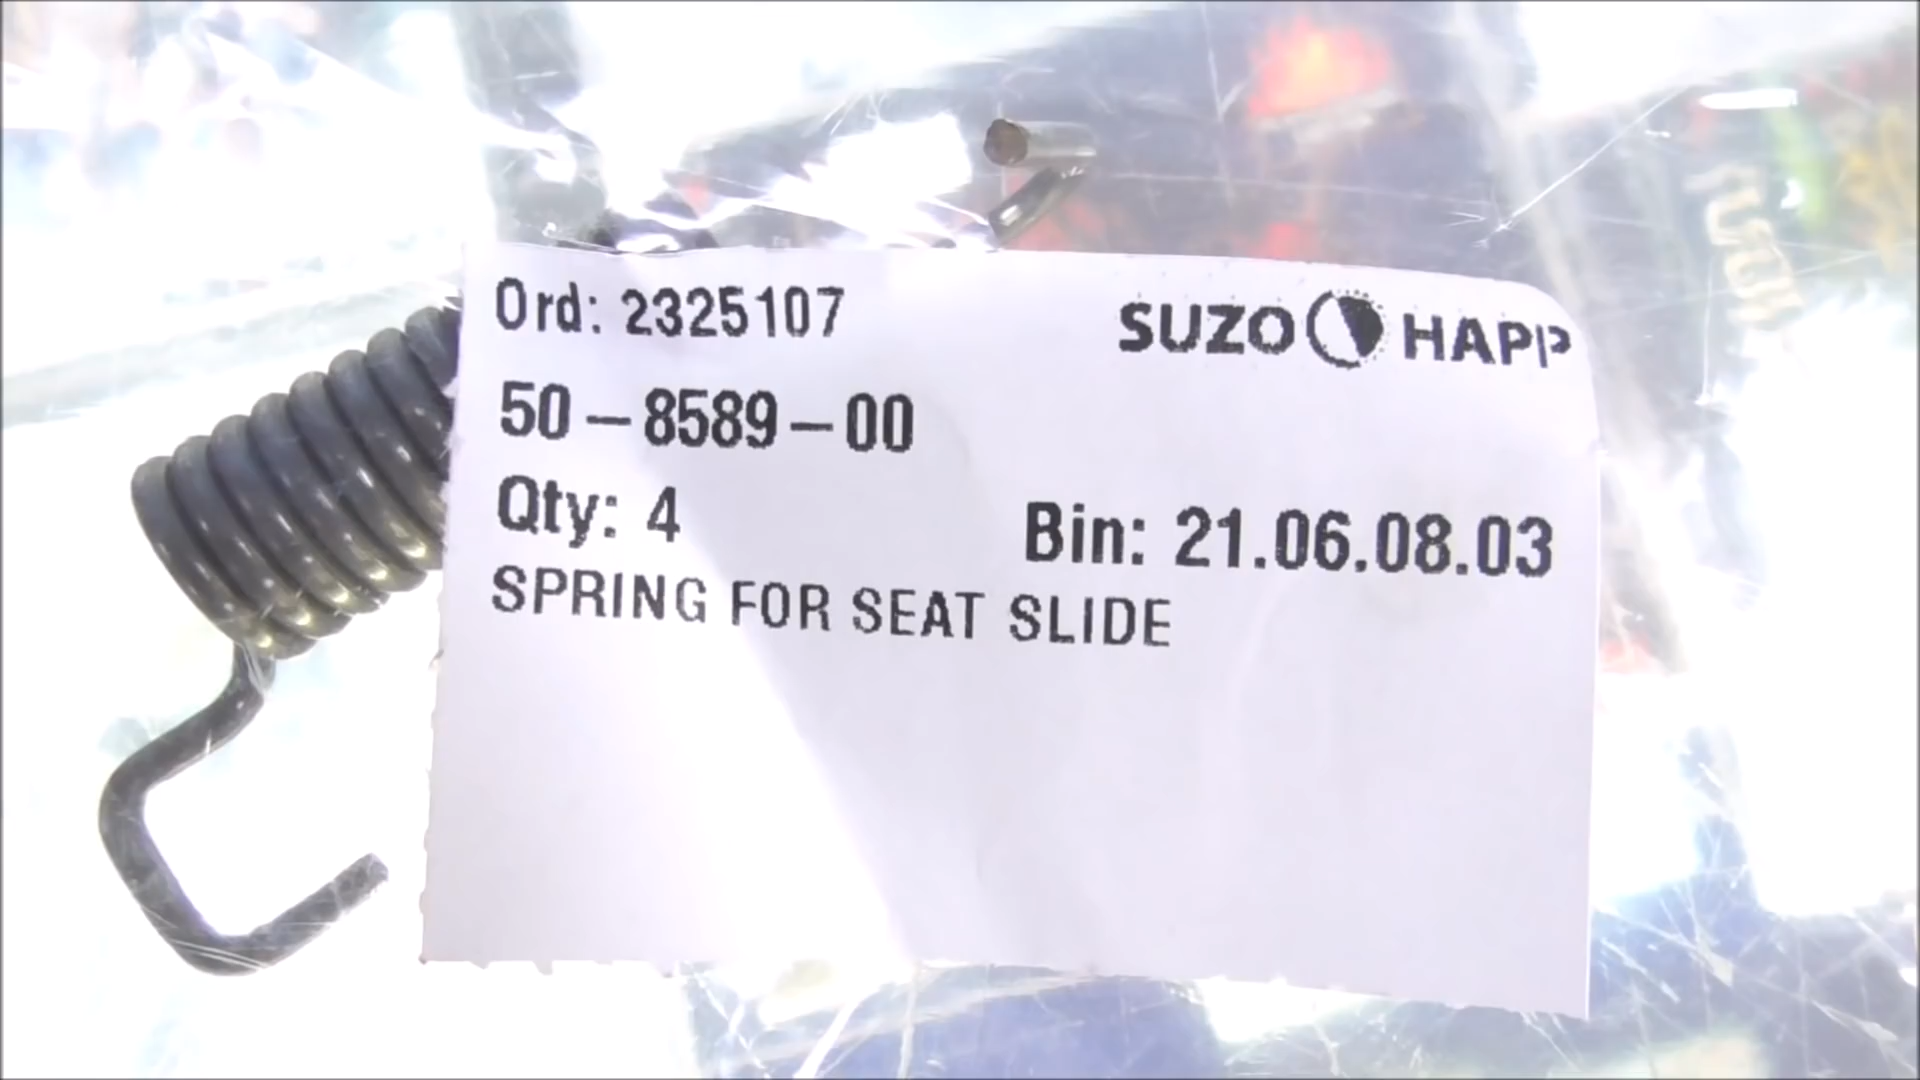 Ord: 2325107
SUZO HAPP
50-8589-00
Qty: 4
Bin: 21.06.08.03
SPRING FOR SEAT SLIDE